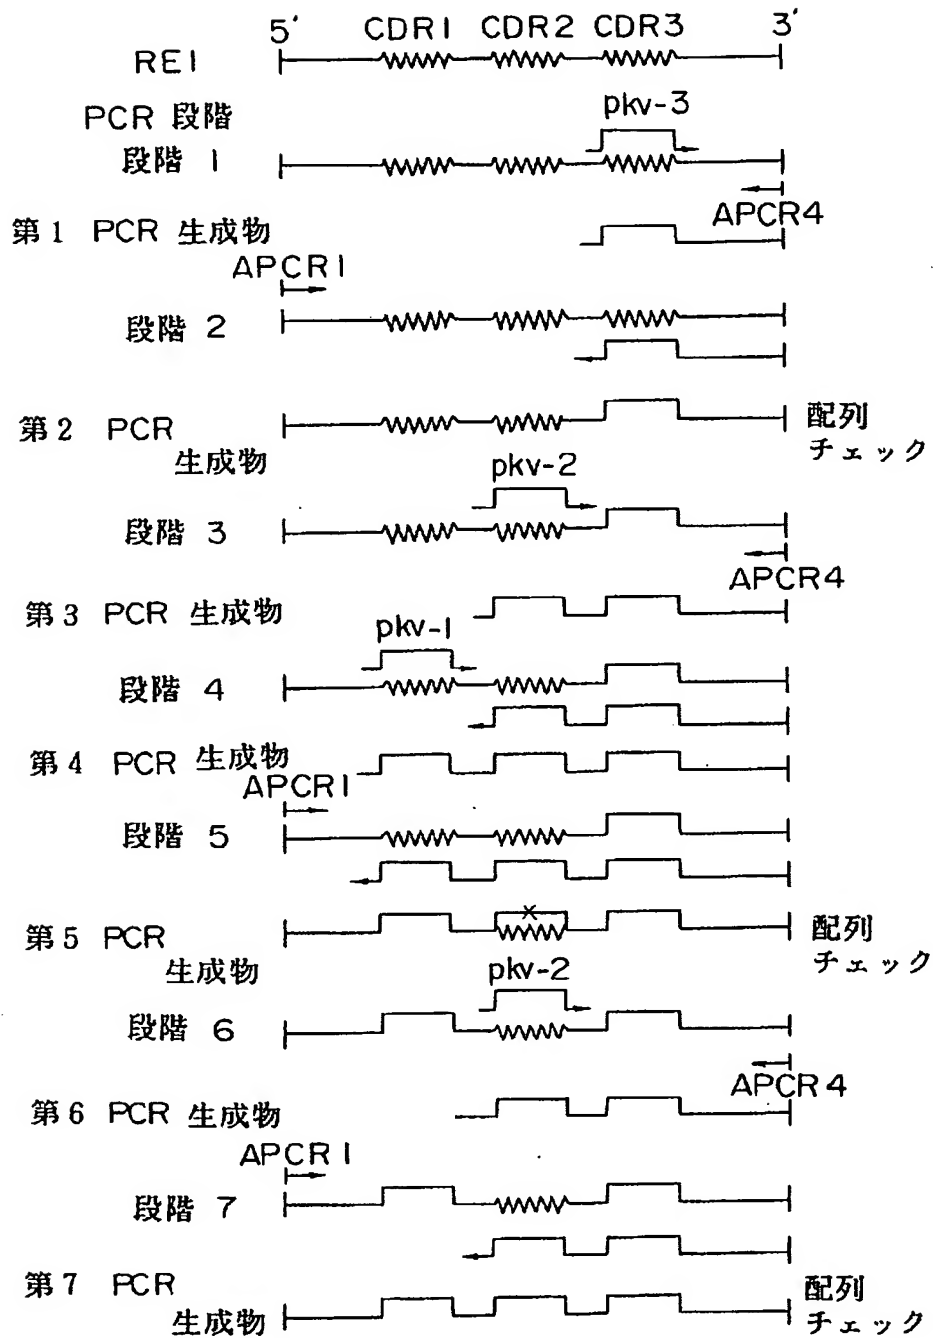 5′ CDR1 CDR2 CDR3 3′
RE1
PCR 段階
pkv-3
段階 1
APCR4
第1 PCR 生成物
APCR1
段階 2
第2 PCR
生成物
配列
チェック
pkv-2
段階 3
APCR4
第3 PCR 生成物
pkv-1
段階 4
第4 PCR 生成物
APCR1
段階 5
×
第5 PCR
生成物
配列
チェック
pkv-2
段階 6
APCR4
第6 PCR 生成物
APCR1
段階 7
第7 PCR
生成物
配列
チェック